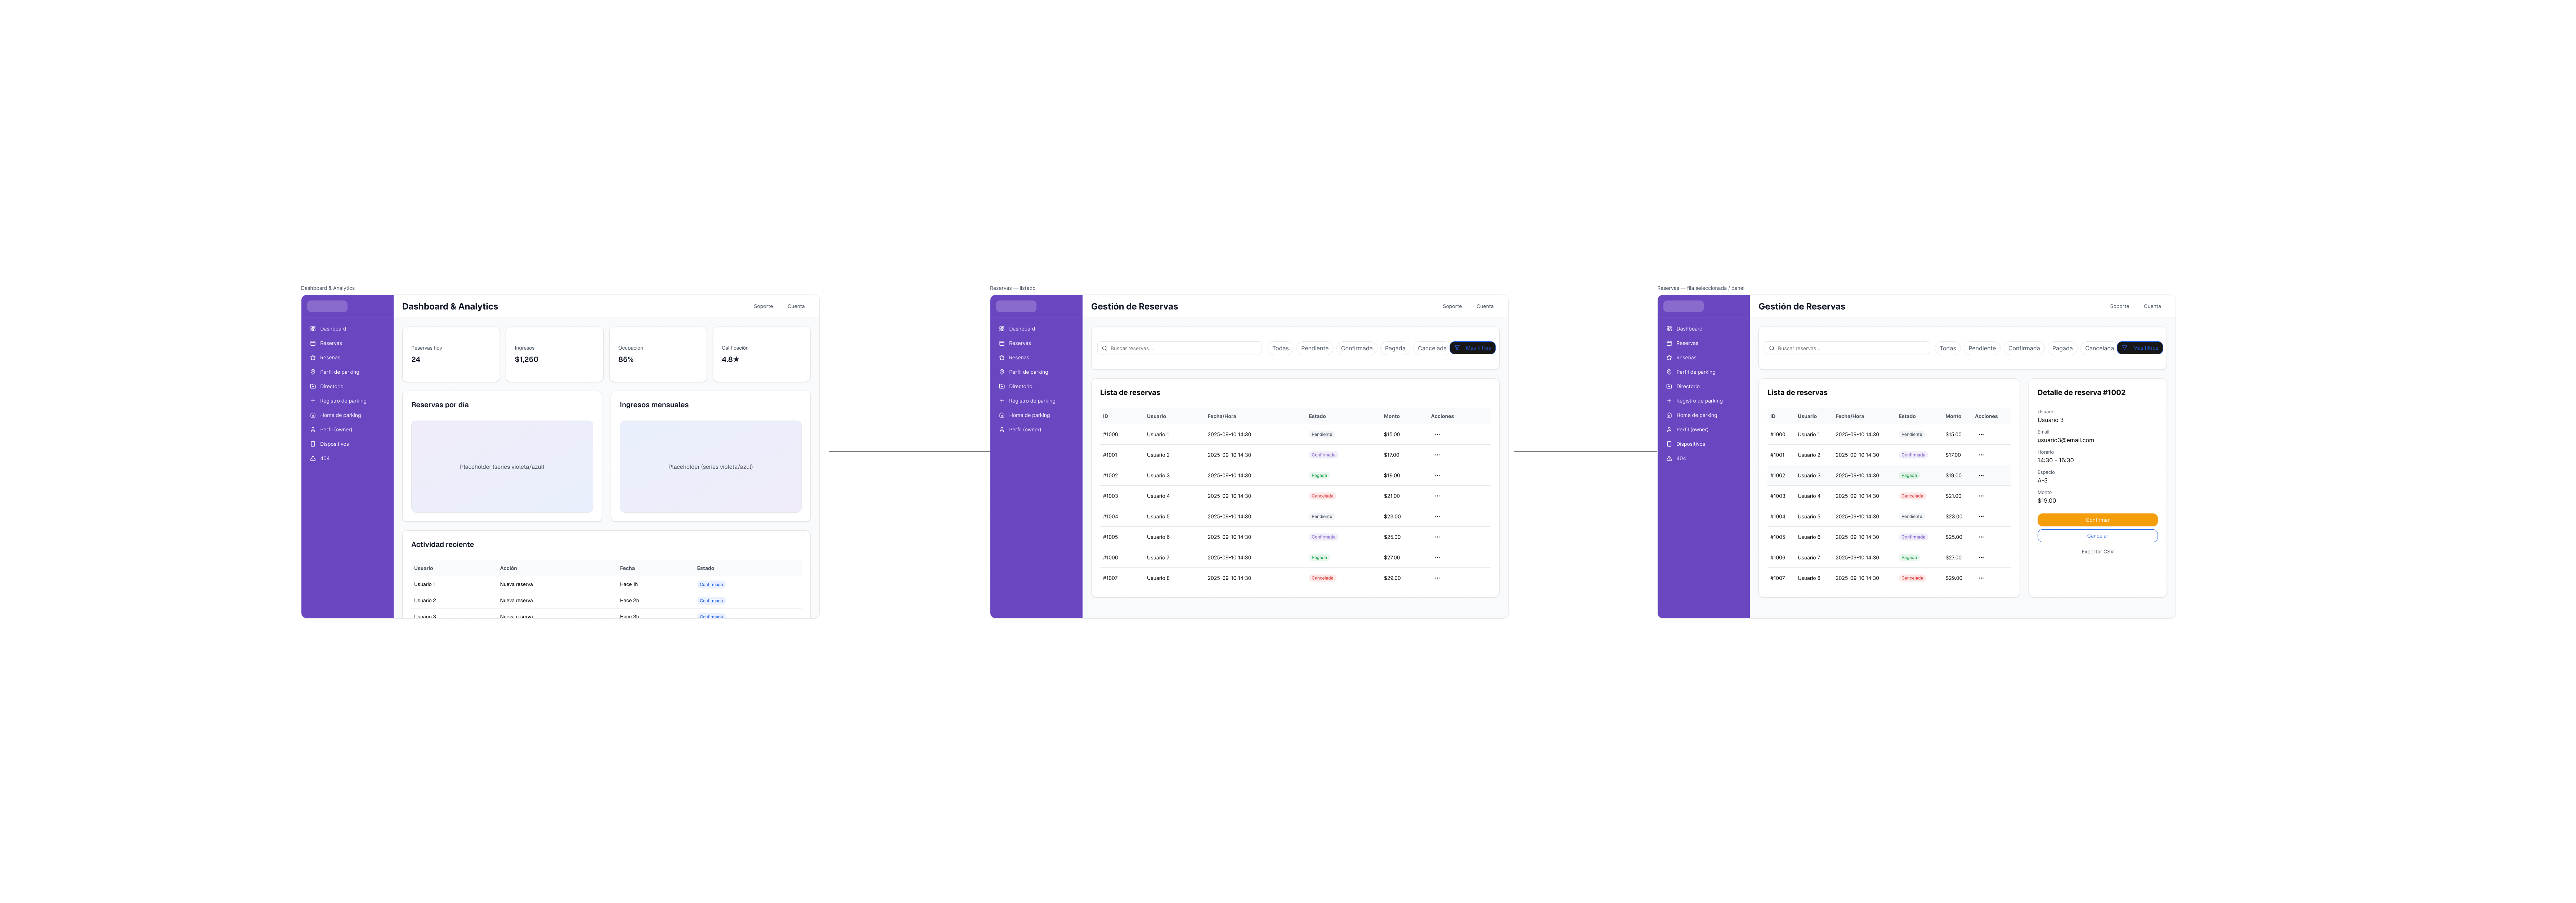 Dashboard & Analytics
Dashboard & Analytics
Soporte Cuenta
Dashboard
Reservas
Reseñas
Perfil de parking
Directorio
Registro de parking
Home de parking
Perfil (owner)
Dispositivos
404
Reservas hoy
24
Ingresos
$1,250
Ocupación
85%
Calificación
4.8★
Reservas por día
Placeholder (series violeta/azul)
Ingresos mensuales
Placeholder (series violeta/azul)
Actividad reciente
Usuario Acción Fecha Estado
Usuario 1 Nueva reserva Hace 1h Confirmada
Usuario 2 Nueva reserva Hace 2h Confirmada
Usuario 3 Nueva reserva Hace 3h Confirmada
Reservas — listado
Gestión de Reservas
Soporte Cuenta
Dashboard
Reservas
Reseñas
Perfil de parking
Directorio
Registro de parking
Home de parking
Perfil (owner)
Buscar reservas...
Todas Pendiente Confirmada Pagada Cancelada Más filtros
Lista de reservas
ID Usuario Fecha/Hora Estado Monto Acciones
#1000 Usuario 1 2025-09-10 14:30 Pendiente $15.00 ...
#1001 Usuario 2 2025-09-10 14:30 Confirmada $17.00 ...
#1002 Usuario 3 2025-09-10 14:30 Pagada $19.00 ...
#1003 Usuario 4 2025-09-10 14:30 Cancelada $21.00 ...
#1004 Usuario 5 2025-09-10 14:30 Pendiente $23.00 ...
#1005 Usuario 6 2025-09-10 14:30 Confirmada $25.00 ...
#1006 Usuario 7 2025-09-10 14:30 Pagada $27.00 ...
#1007 Usuario 8 2025-09-10 14:30 Cancelada $29.00 ...
Reservas — fila seleccionada / panel
Gestión de Reservas
Soporte Cuenta
Dashboard
Reservas
Reseñas
Perfil de parking
Directorio
Registro de parking
Home de parking
Perfil (owner)
Dispositivos
404
Buscar reservas...
Todas Pendiente Confirmada Pagada Cancelada Más filtros
Lista de reservas
ID Usuario Fecha/Hora Estado Monto Acciones
#1000 Usuario 1 2025-09-10 14:30 Pendiente $15.00 ...
#1001 Usuario 2 2025-09-10 14:30 Confirmada $17.00 ...
#1002 Usuario 3 2025-09-10 14:30 Pagada $19.00 ...
#1003 Usuario 4 2025-09-10 14:30 Cancelada $21.00 ...
#1004 Usuario 5 2025-09-10 14:30 Pendiente $23.00 ...
#1005 Usuario 6 2025-09-10 14:30 Confirmada $25.00 ...
#1006 Usuario 7 2025-09-10 14:30 Pagada $27.00 ...
#1007 Usuario 8 2025-09-10 14:30 Cancelada $29.00 ...
Detalle de reserva #1002
Usuario
Usuario 3
Email
usuario3@email.com
Horario
14:30 - 16:30
Espacio
A-3
Monto
$19.00
Confirmar
Cancelar
Exportar CSV